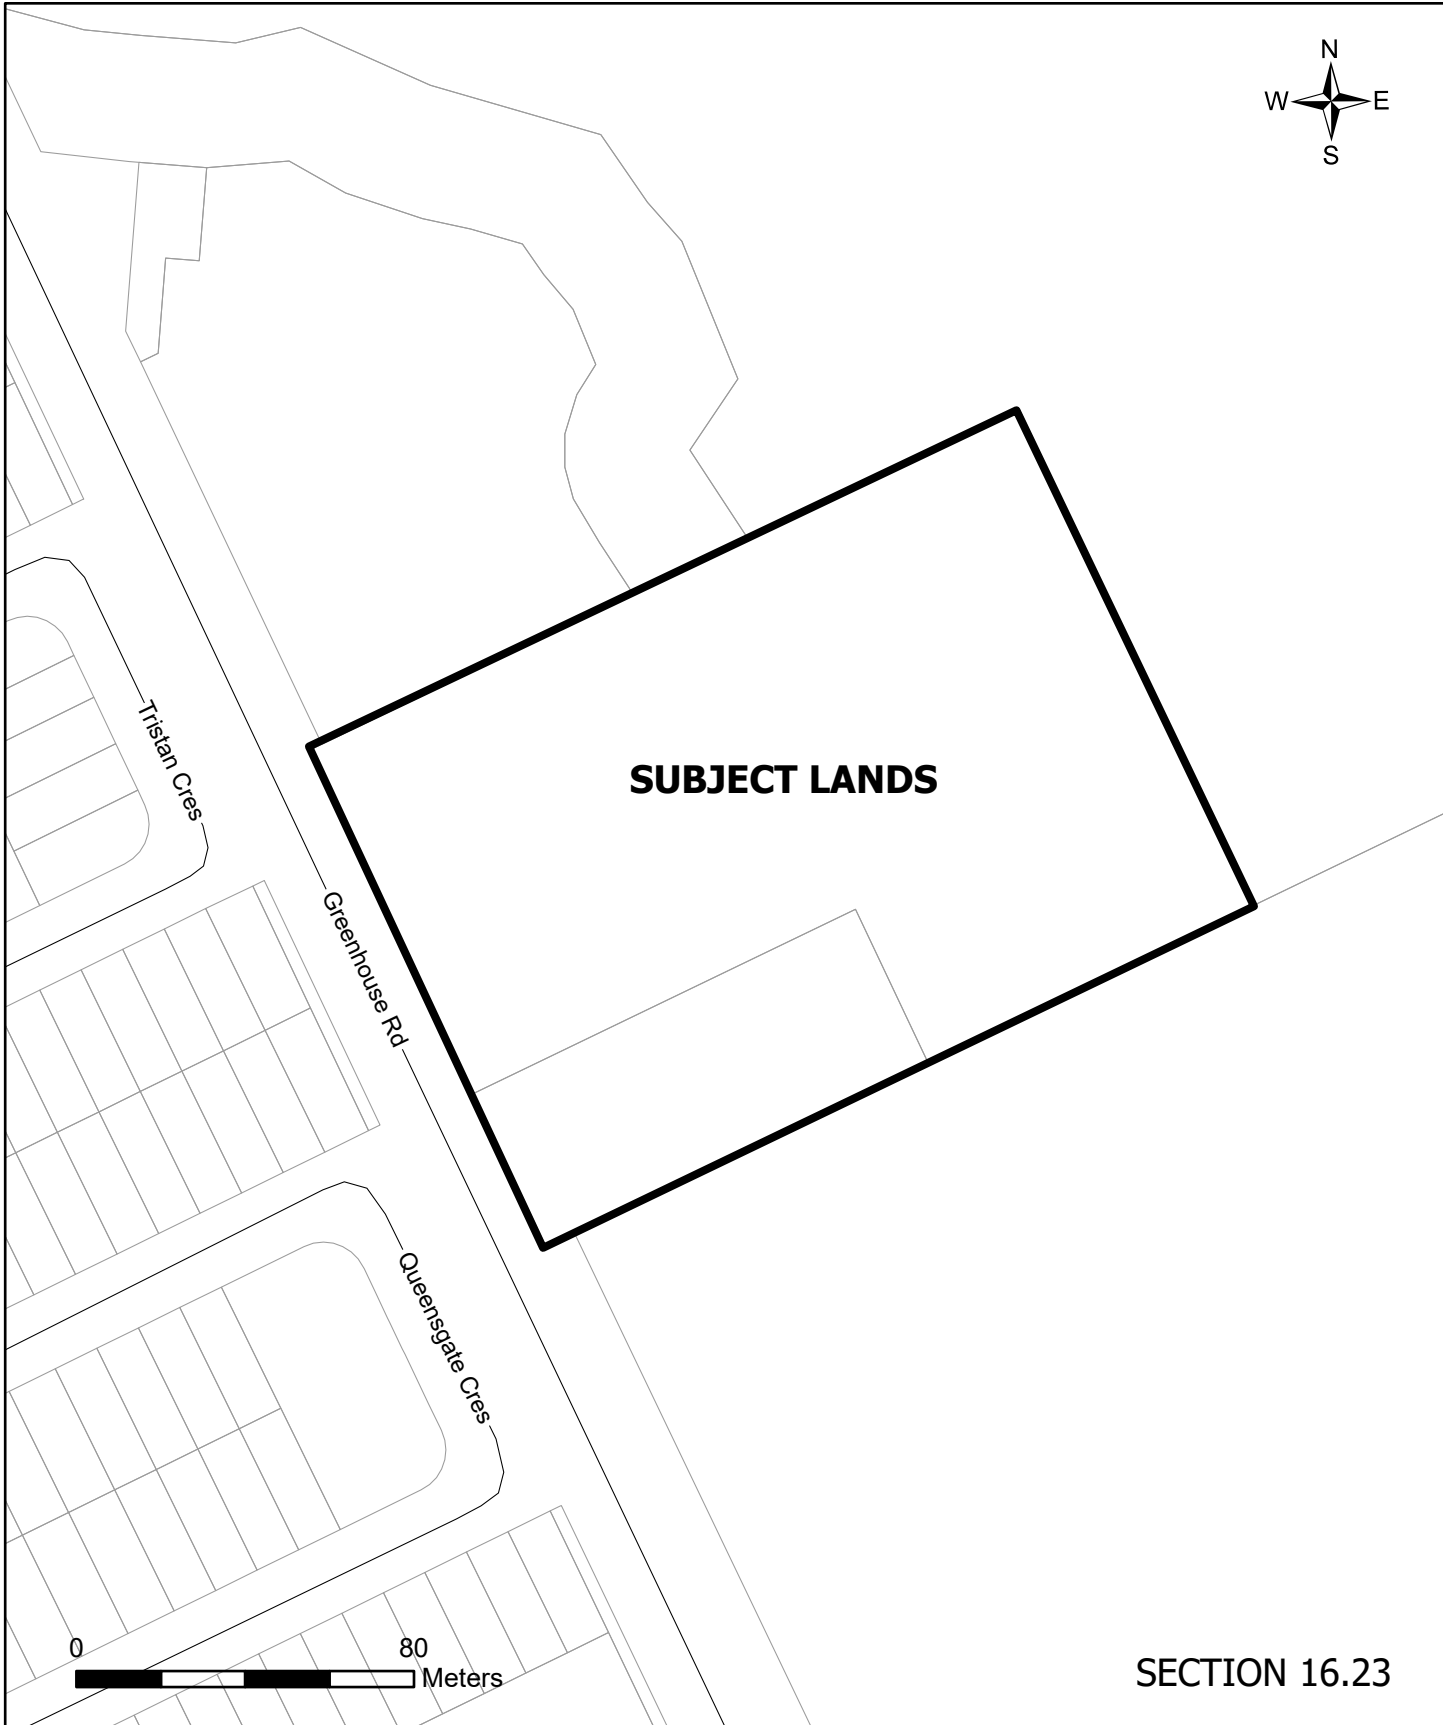 N
W E
S
Tristan Cres
SUBJECT LANDS
Greenhouse Rd
Queensgate Cres
0 80
Meters
SECTION 16.23